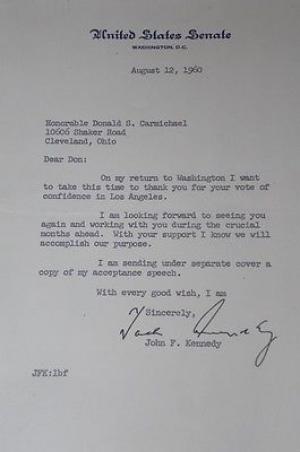 United States Senate
WASHINGTON, D.C.
August 12, 1960
Honorable Donald S. Carmichael
10606 Shaker Road
Cleveland, Ohio
Dear Don:
On my return to Washington I want
to take this time to thank you for your vote of
confidence in Los Angeles.
I am looking forward to seeing you
again and working with you during the crucial
months ahead. With your support I know we will
accomplish our purpose.
I am sending under separate cover a
copy of my acceptance speech.
With every good wish, I am
Sincerely,
Jack Kennedy
John F. Kennedy
JFK:lbf